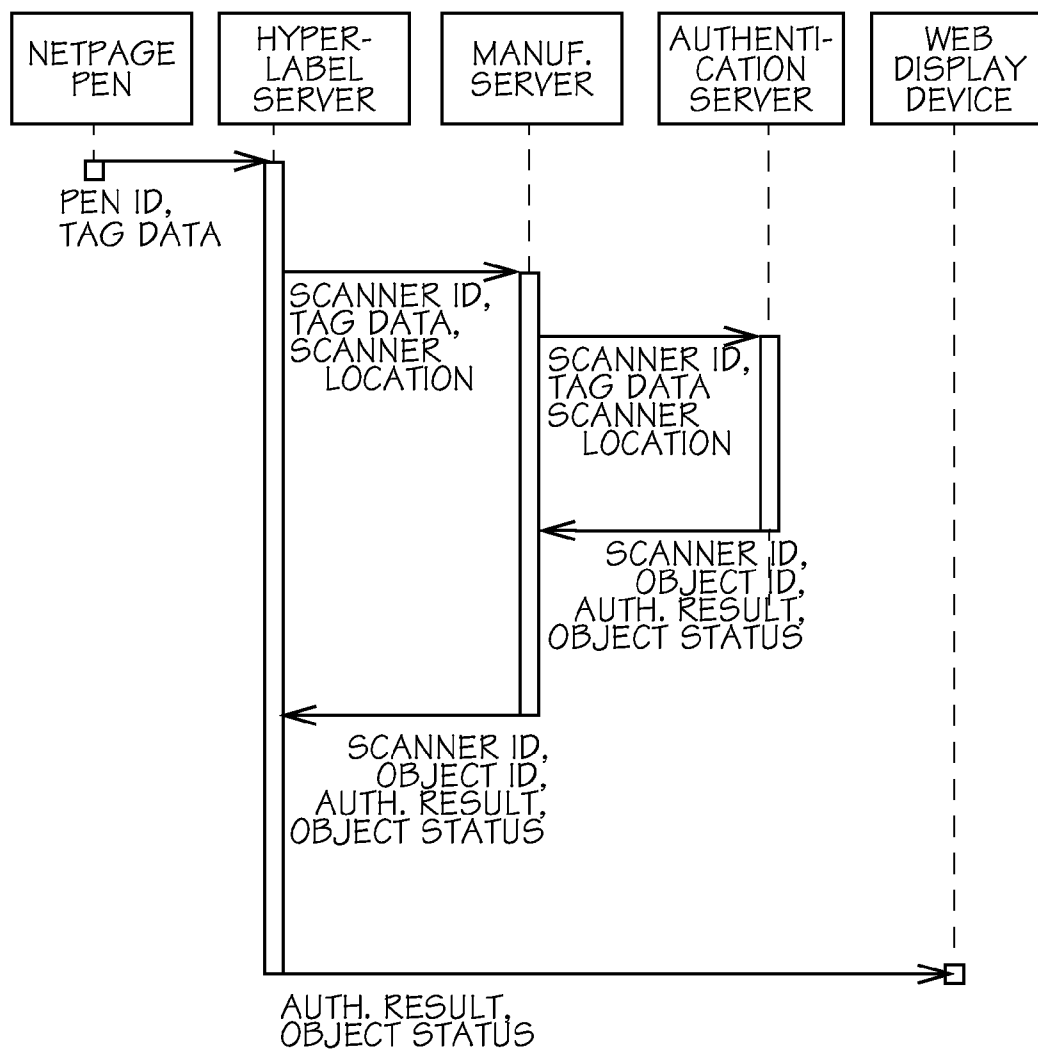 NETPAGE
PEN
HYPER-
LABEL
SERVER
MANUF.
SERVER
AUTHENTI-
CATION
SERVER
WEB
DISPLAY
DEVICE
PEN ID,
TAG DATA
SCANNER ID,
TAG DATA,
SCANNER
LOCATION
SCANNER ID,
TAG DATA
SCANNER
LOCATION
SCANNER ID,
OBJECT ID,
AUTH. RESULT,
OBJECT STATUS
SCANNER ID,
OBJECT ID,
AUTH. RESULT,
OBJECT STATUS
AUTH. RESULT,
OBJECT STATUS